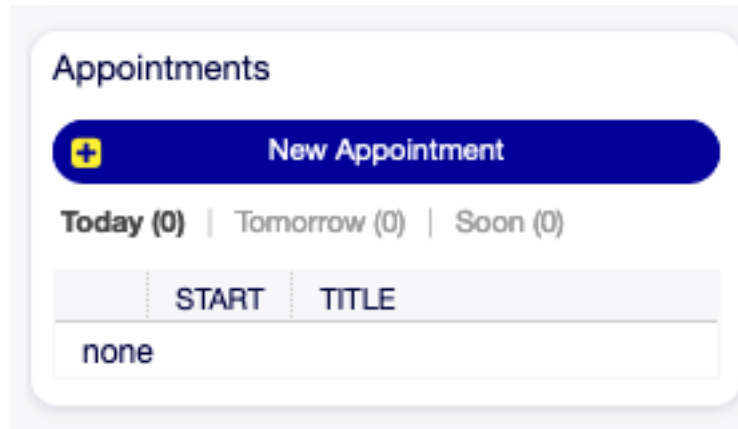 Appointments
New Appointment
Today (0) | Tomorrow (0) | Soon (0)
START TITLE
none